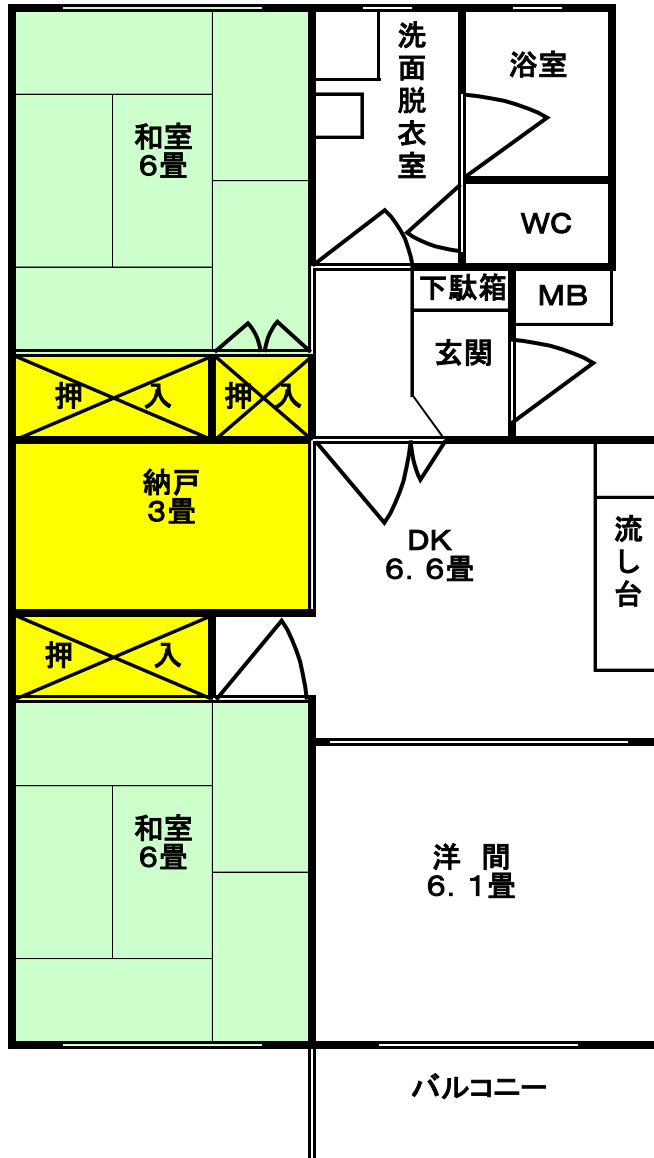 洗面脱衣室
浴室
和室
6畳
WC
下駄箱
MB
玄関
押入
押入
納戸
3畳
DK
6.6畳
流し台
押入
和室
6畳
洋間
6.1畳
バルコニー